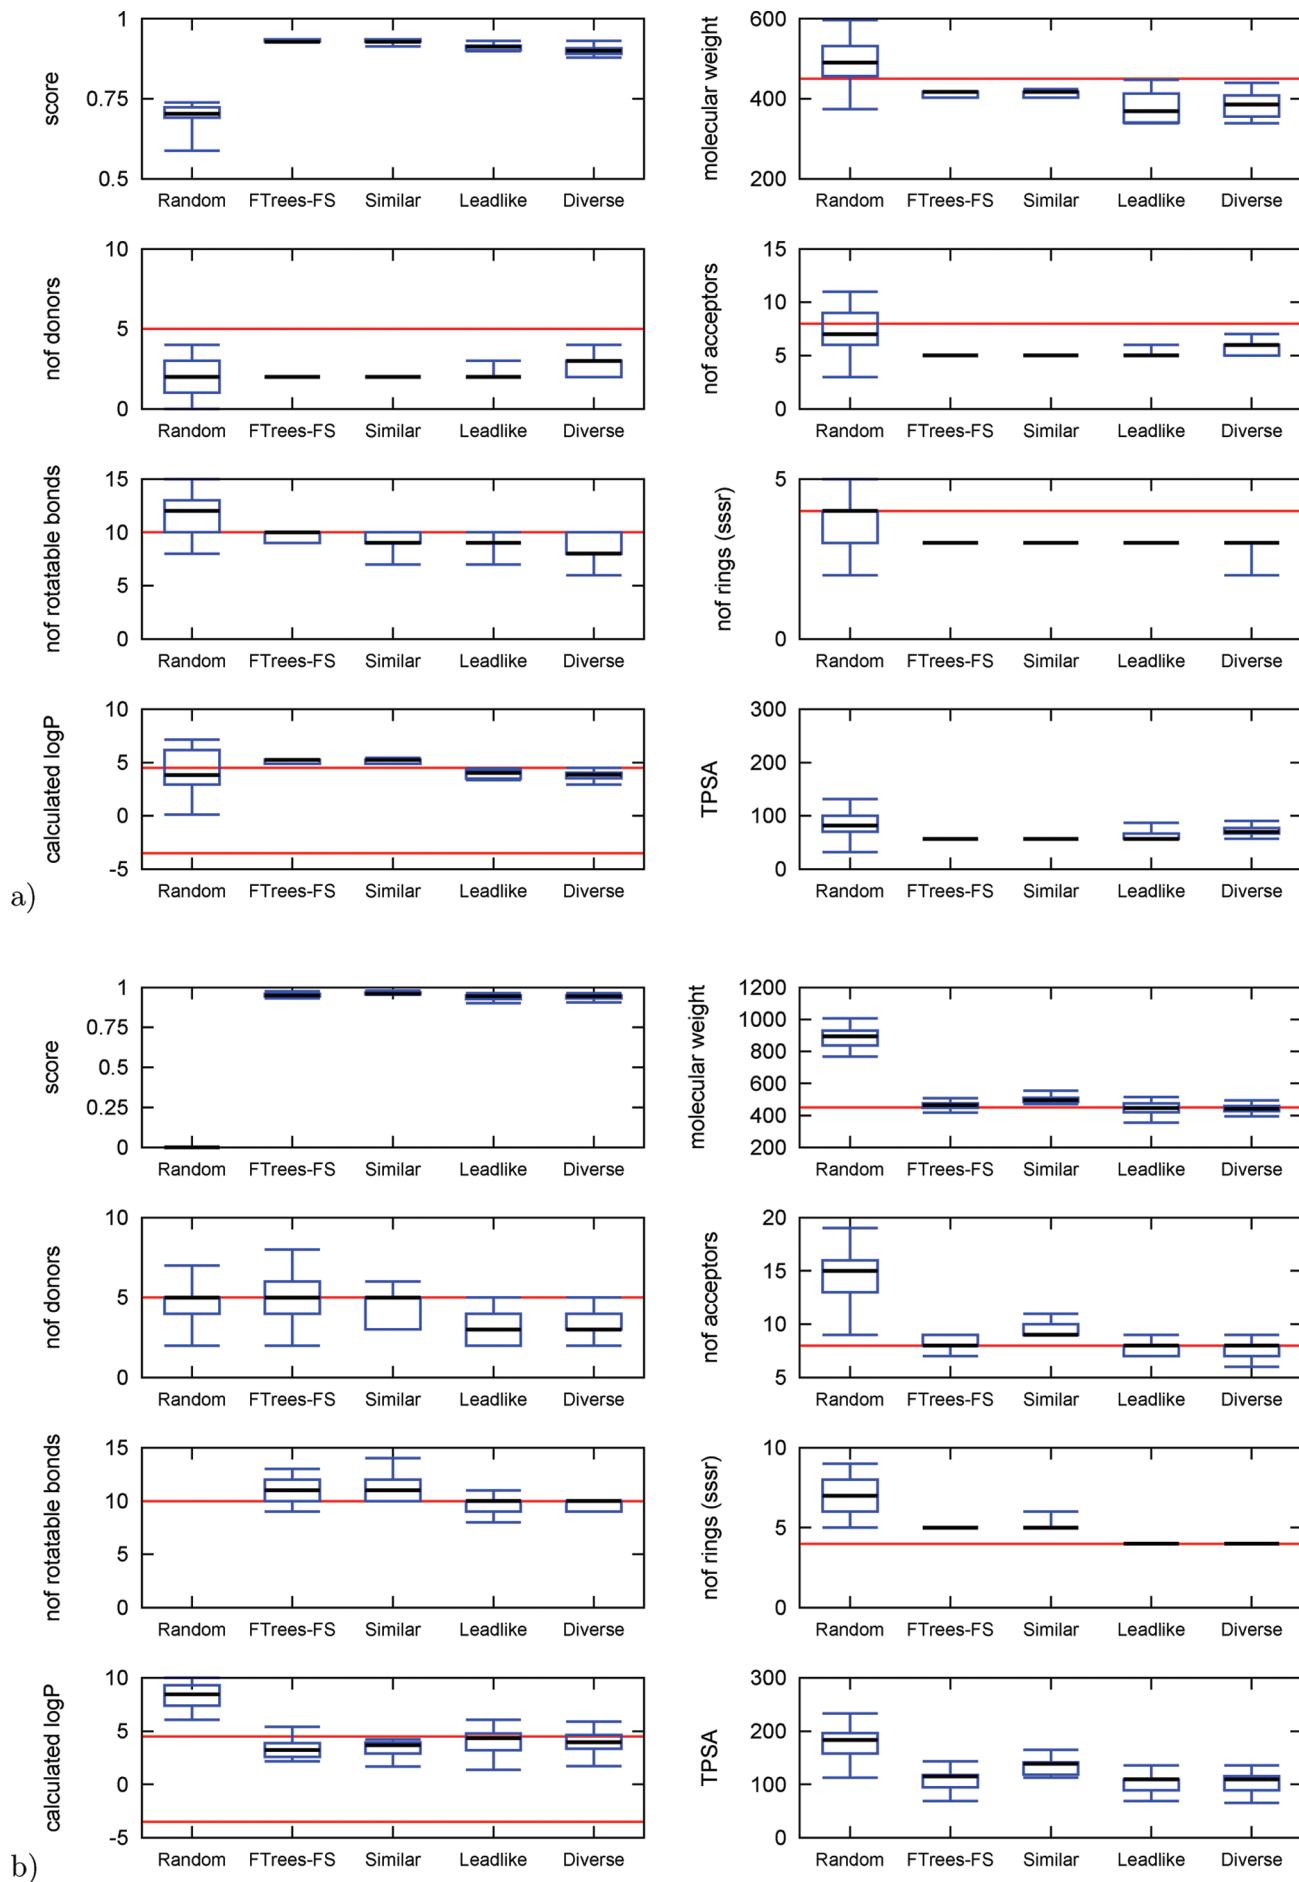 score
1
0.75
0.5
Random FTrees-FS Similar Leadlike Diverse
molecular weight
600
400
200
Random FTrees-FS Similar Leadlike Diverse
nof donors
10
5
0
Random FTrees-FS Similar Leadlike Diverse
nof acceptors
15
10
5
0
Random FTrees-FS Similar Leadlike Diverse
nof rotatable bonds
15
10
5
0
Random FTrees-FS Similar Leadlike Diverse
nof rings (sssr)
5
0
Random FTrees-FS Similar Leadlike Diverse
calculated logP
10
5
0
-5
Random FTrees-FS Similar Leadlike Diverse
TPSA
300
200
100
0
Random FTrees-FS Similar Leadlike Diverse
a)
score
1
0.75
0.5
0.25
0
Random FTrees-FS Similar Leadlike Diverse
molecular weight
1200
1000
800
600
400
200
Random FTrees-FS Similar Leadlike Diverse
nof donors
10
5
0
Random FTrees-FS Similar Leadlike Diverse
nof acceptors
20
15
10
5
Random FTrees-FS Similar Leadlike Diverse
nof rotatable bonds
15
10
5
0
Random FTrees-FS Similar Leadlike Diverse
nof rings (sssr)
10
5
0
Random FTrees-FS Similar Leadlike Diverse
calculated logP
10
5
0
-5
Random FTrees-FS Similar Leadlike Diverse
TPSA
300
200
100
0
Random FTrees-FS Similar Leadlike Diverse
b)